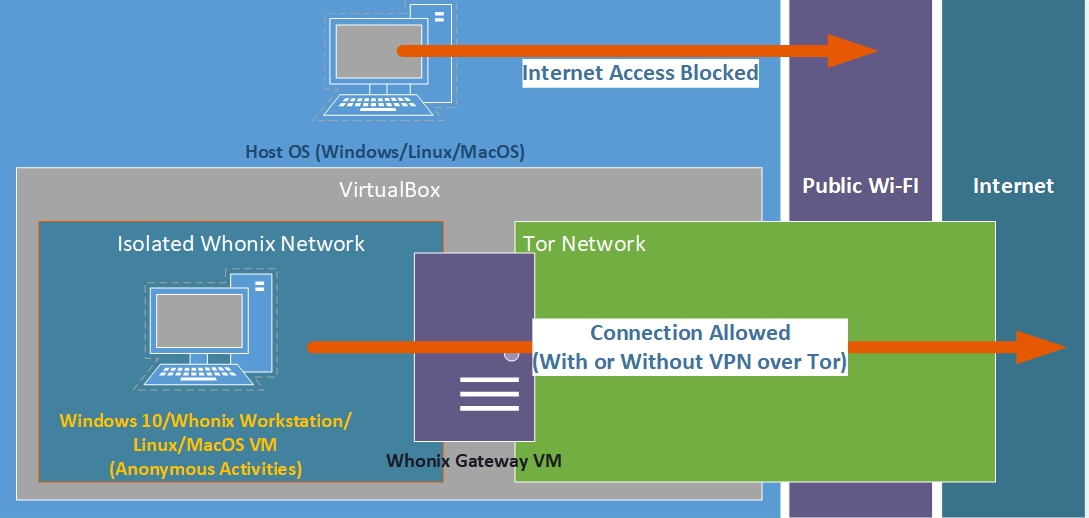 Internet Access Blocked
Host OS (Windows/Linux/MacOS)
Public Wi-FI
Internet
VirtualBox
Isolated Whonix Network
Tor Network
Connection Allowed
(With or Without VPN over Tor)
Windows 10/Whonix Workstation/
Linux/MacOS VM
(Anonymous Activities)
Whonix Gateway VM